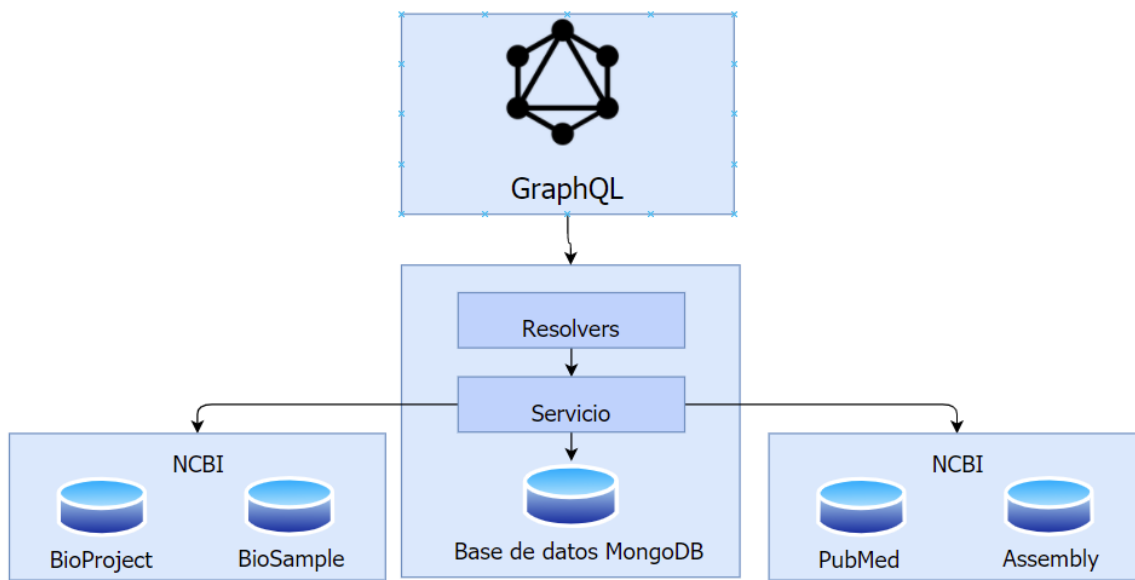 GraphQL
Resolvers
Servicio
NCBI
BioProject
BioSample
Base de datos MongoDB
NCBI
PubMed
Assembly